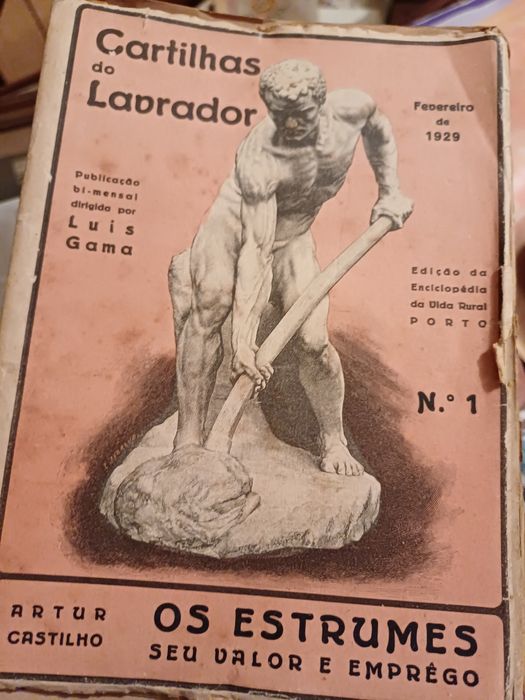 Cartilhas
do
Lavrador
Fevereiro
de
1929
Publicação
bi-mensal
dirigida por
Luis
Gama
Edição da
Enciclopédia
da Vida Rural
PORTO
N.º 1
ARTUR
CASTILHO
OS ESTRUMES
SEU VALOR E EMPRÊGO